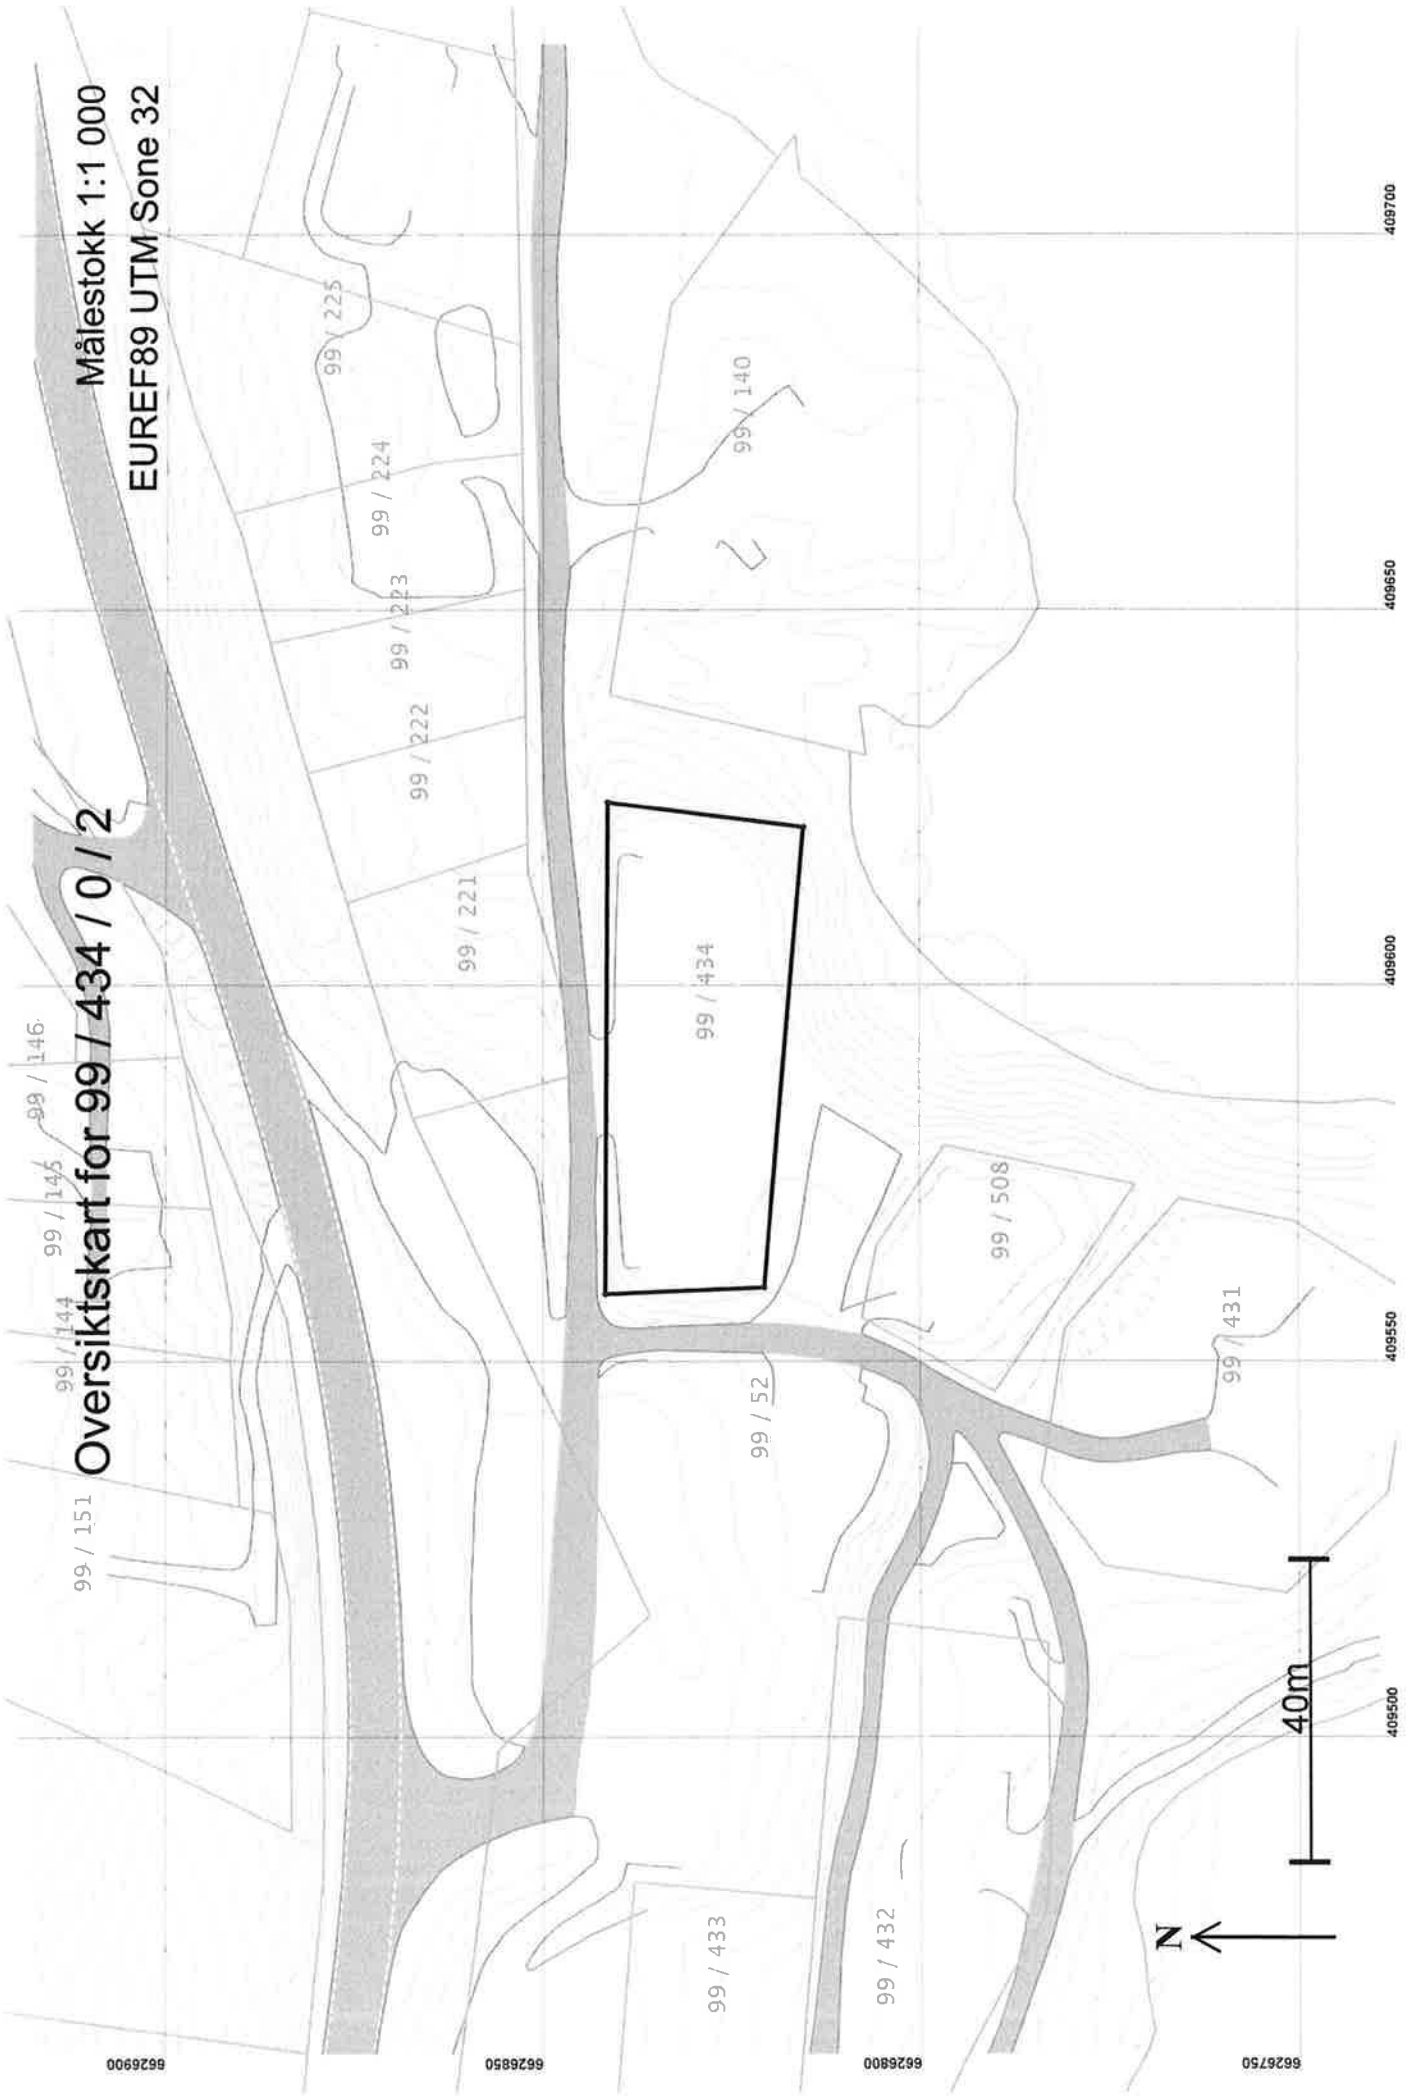 Oversiktskart for 99 / 434 / 0 / 2
Målestokk 1:1 000
EUREF89 UTM Sone 32
99 / 151
99 / 144
99 / 145
99 / 146
99 / 225
99 / 224
99 / 223
99 / 222
99 / 221
99 / 434
99 / 140
99 / 52
99 / 508
99 / 431
99 / 433
99 / 432
N
40m
6626900
6626850
6626800
6626750
409500
409550
409600
409650
409700